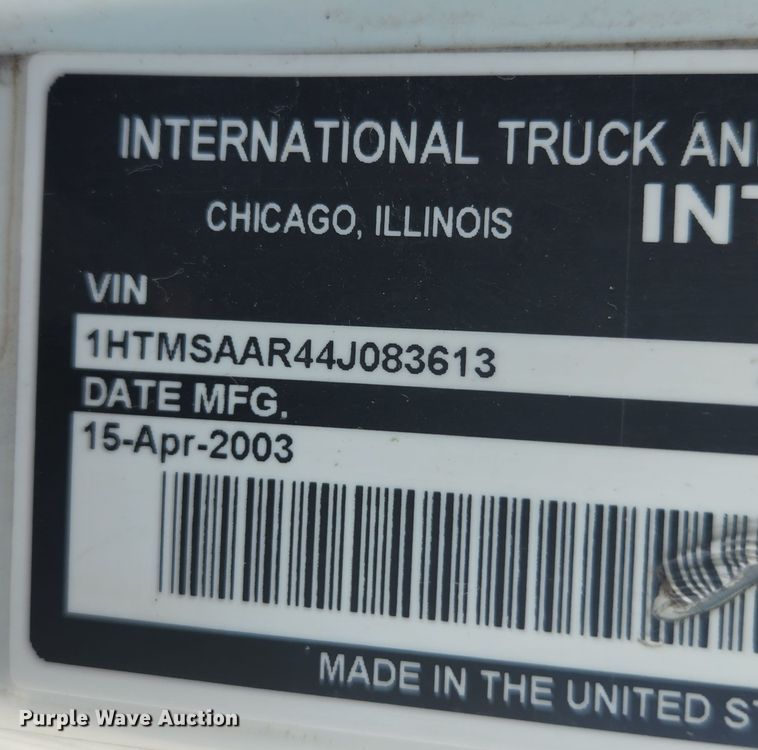 INTERNATIONAL TRUCK AN
INT
CHICAGO, ILLINOIS
VIN
1HTMSAAR44J083613
DATE MFG.
15-Apr-2003
MADE IN THE UNITED S
Purple Wave Auction